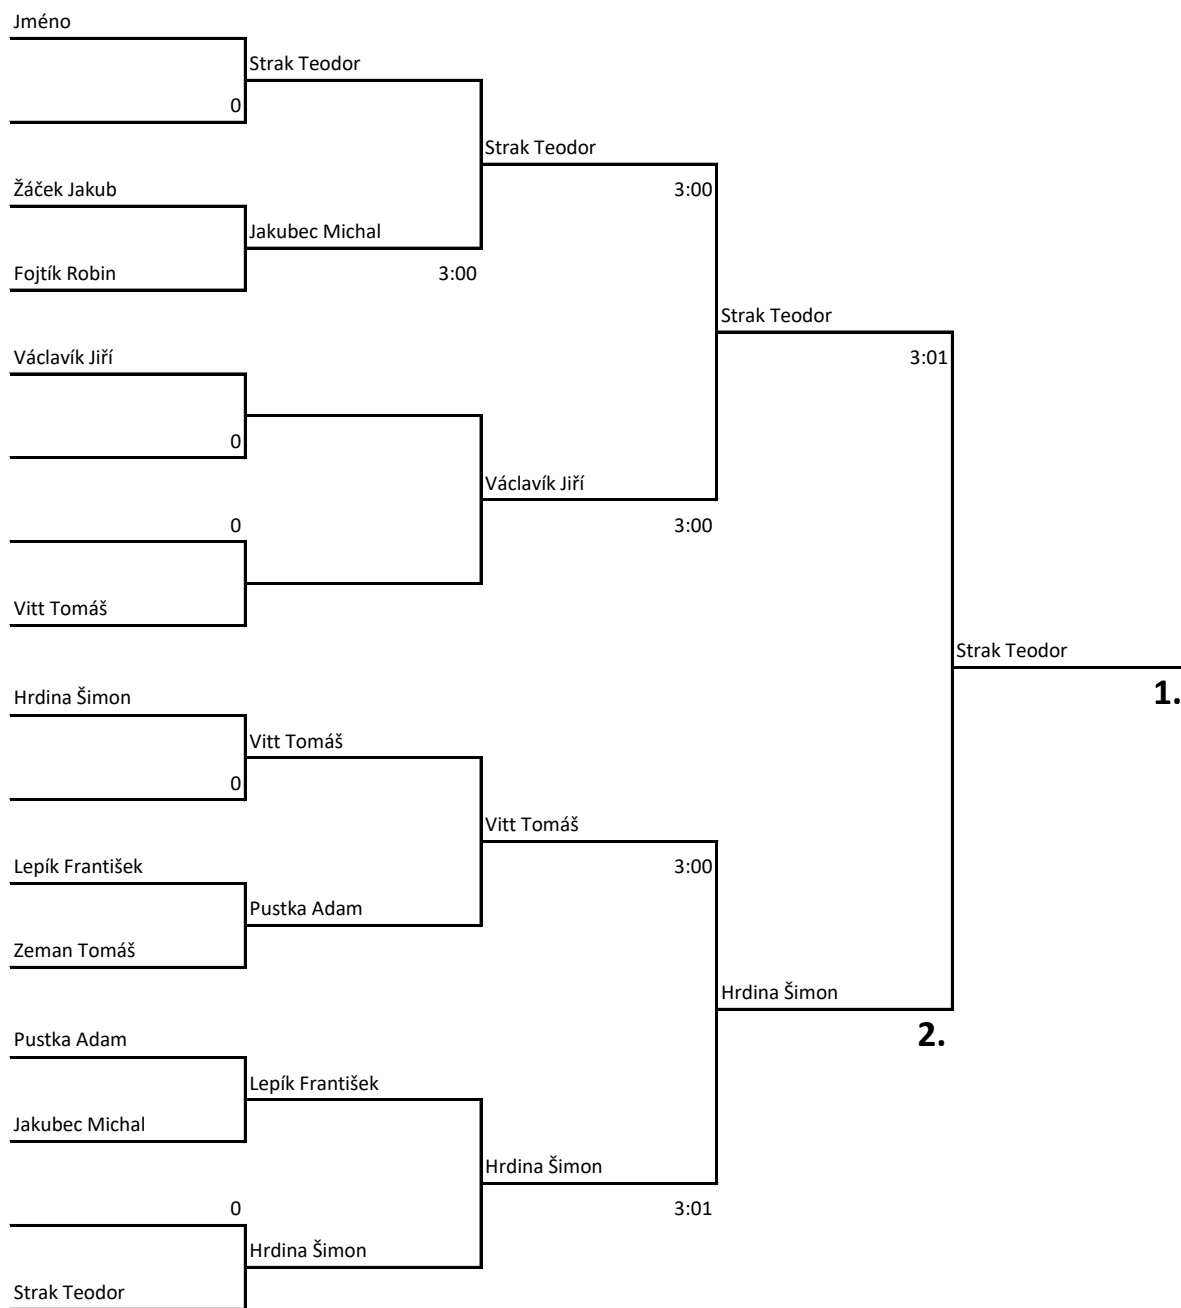 Jméno
Strak Teodor
0
Strak Teodor
Žáček Jakub
3:00
Jakubec Michal
Fojtík Robin
3:00
Strak Teodor
Václavík Jiří
3:01
0
Václavík Jiří
0
3:00
Vitt Tomáš
Strak Teodor
1.
Hrdina Šimon
Vitt Tomáš
0
Vitt Tomáš
Lepík František
3:00
Pustka Adam
Zeman Tomáš
Hrdina Šimon
2.
Pustka Adam
Lepík František
Jakubec Michal
Hrdina Šimon
0
3:01
Hrdina Šimon
Strak Teodor